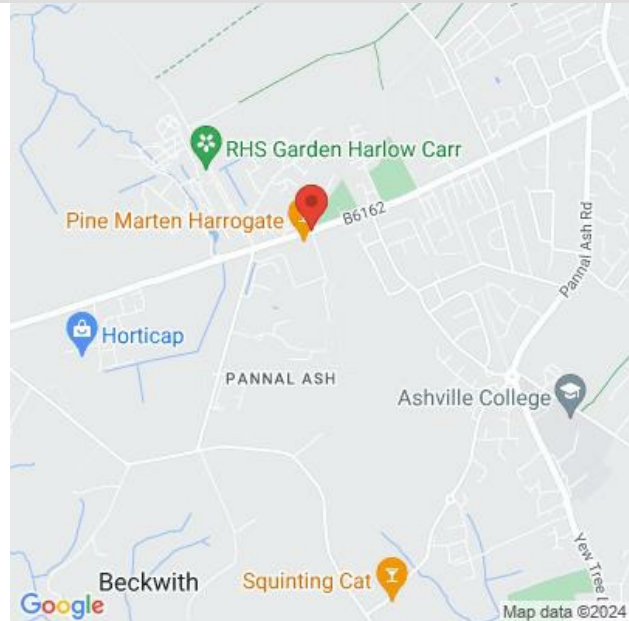 RHS Garden Harlow Carr
Pine Marten Harrogate
B6162
Pannal Ash Rd
Horticap
PANNAL ASH
Ashville College
Yew Tree L
Beckwith
Squinting Cat
Google
Map data ©2024